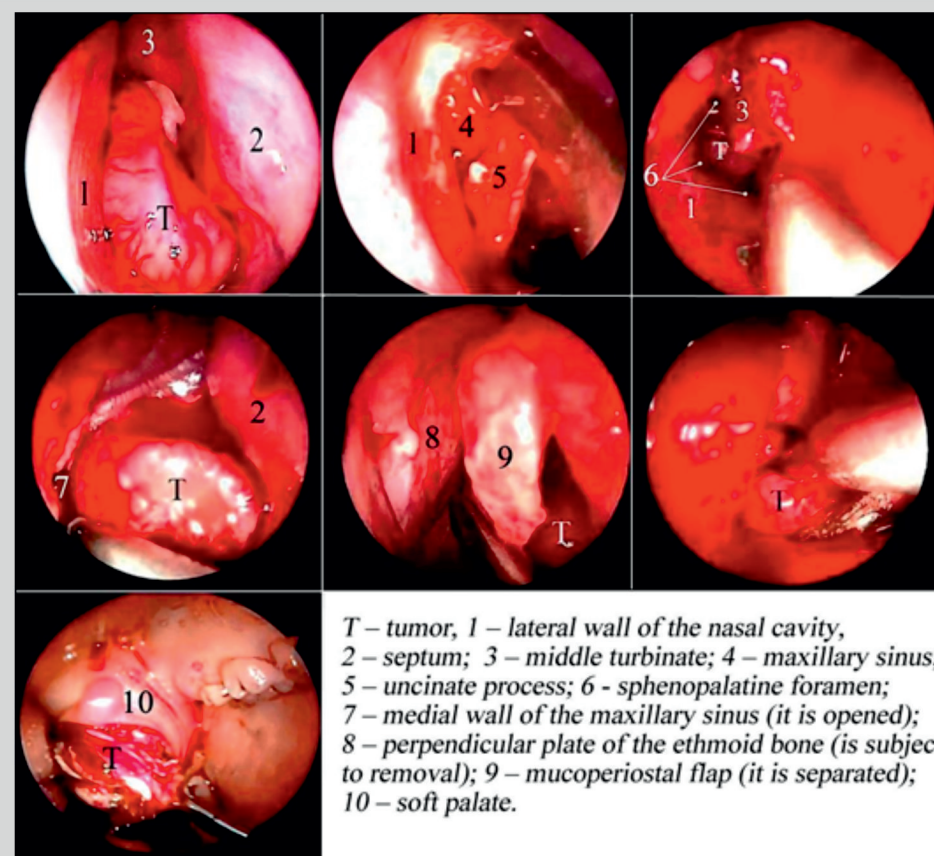 3
2
1
T
4
1
5
3
T
6
1
2
7
T
8
9
T
T
10
T
T – tumor, 1 – lateral wall of the nasal cavity,
2 – septum; 3 – middle turbinate; 4 – maxillary sinus;
5 – uncinate process; 6 - sphenopalatine foramen;
7 – medial wall of the maxillary sinus (it is opened);
8 – perpendicular plate of the ethmoid bone (is subjec
to removal); 9 – mucoperiostal flap (it is separated);
10 – soft palate.